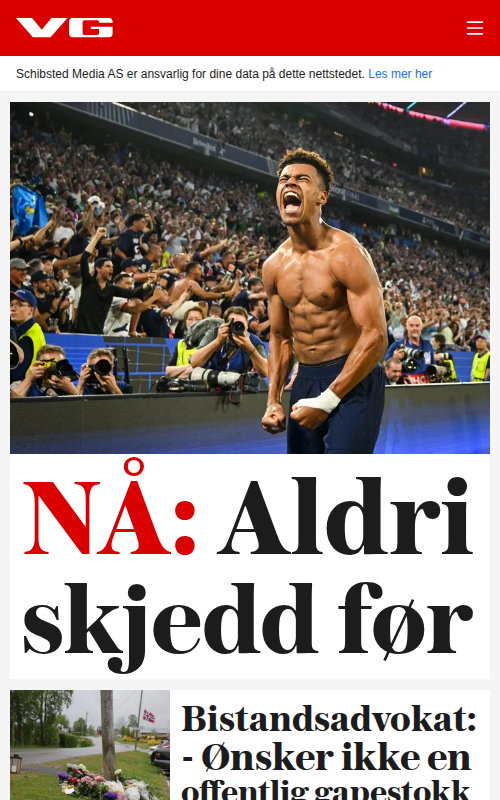 VG
Schibsted Media AS er ansvarlig for dine data på dette nettstedet. Les mer her
NÅ: Aldri
skjedd før
Bistandsadvokat:
- Ønsker ikke en
offentlig gapestokk